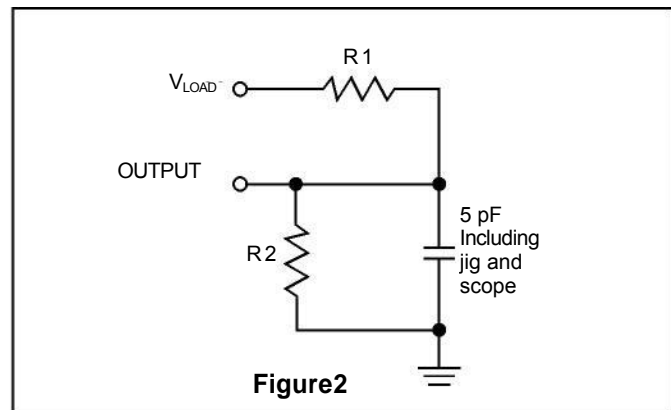 R1
VLOAD
OUTPUT
5 pF
Including
jig and
scope
R2
Figure2